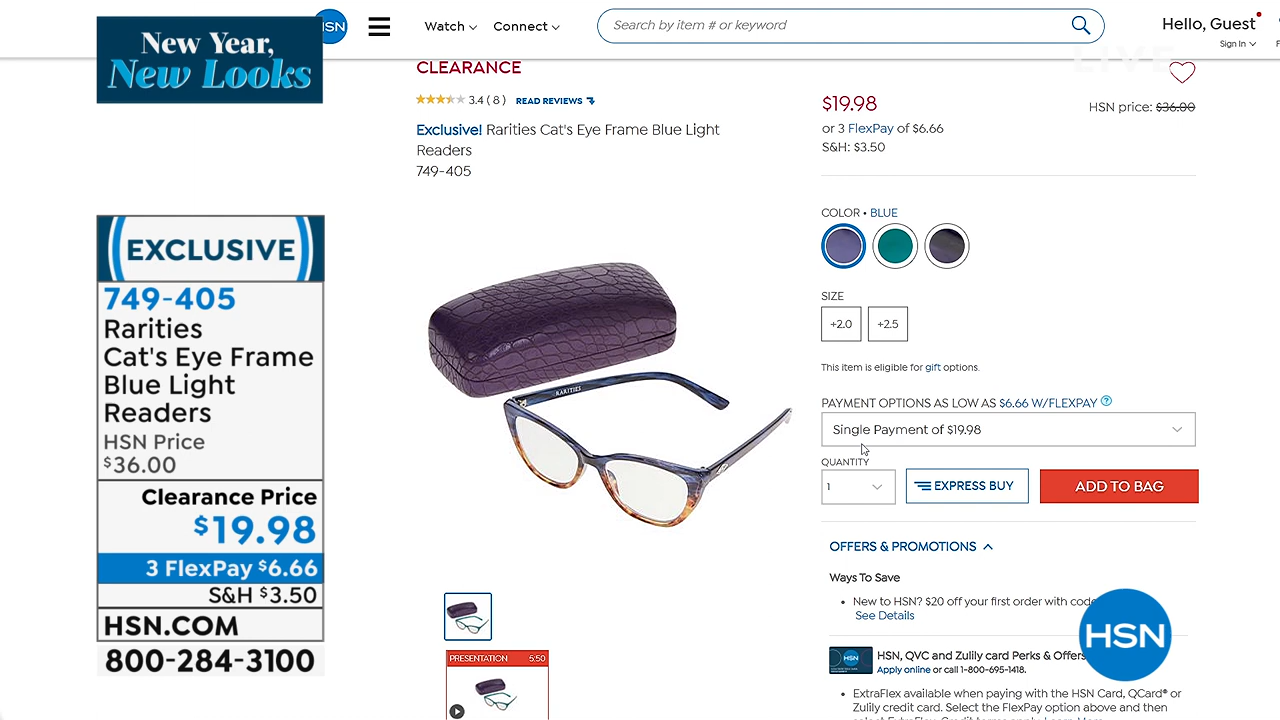 New Year,
New Looks
HSN
Watch
Connect
Search by item # or keyword
Hello, Guest
Sign In
F
LIVE
CLEARANCE
3.4 ( 8 ) READ REVIEWS
Exclusive! Rarities Cat's Eye Frame Blue Light
Readers
749-405
$19.98
HSN price: $36.00
or 3 FlexPay of $6.66
S&H: $3.50
COLOR • BLUE
SIZE
+2.0
+2.5
This item is eligible for gift options.
PAYMENT OPTIONS AS LOW AS $6.66 W/FLEXPAY ?
Single Payment of $19.98
QUANTITY
1
EXPRESS BUY
ADD TO BAG
OFFERS & PROMOTIONS
Ways To Save
• New to HSN? $20 off your first order with code
See Details
HSN
HSN, QVC and Zulily card Perks & Offers
Apply online or call 1-800-695-1418.
• ExtraFlex available when paying with the HSN Card, QCard® or
Zulily credit card. Select the FlexPay option above and then
HSN
RARITIES
PRESENTATION 5:50
EXCLUSIVE
749-405
Rarities
Cat's Eye Frame
Blue Light
Readers
HSN Price
$36.00
Clearance Price
$19.98
3 FlexPay $6.66
S&H $3.50
HSN.COM
800-284-3100